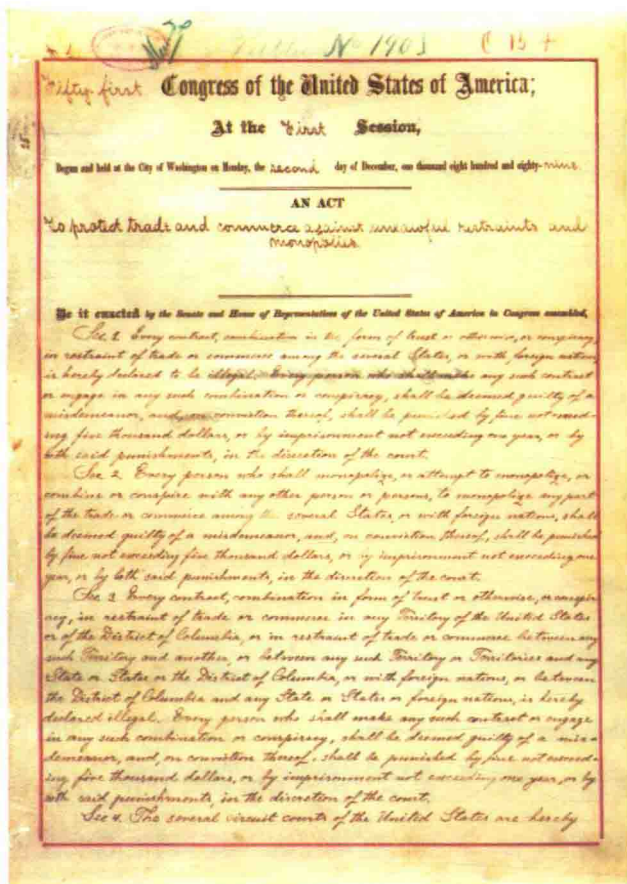 Public No 190 3 C 15 +
Fifty-first Congress of the United States of America;
At the First Session,
Begun and held at the City of Washington on Monday, the second day of December, one thousand eight hundred and eighty-nine.
AN ACT
To protect trade and commerce against unlawful restraints and
monopolies.
Be it enacted by the Senate and House of Representatives of the United States of America in Congress assembled,
Sec. 1. Every contract, combination in the form of trust or otherwise, or conspiracy,
in restraint of trade or commerce among the several States, or with foreign nations,
is hereby declared to be illegal. Every person who shall make any such contract
or engage in any such combination or conspiracy, shall be deemed guilty of a
misdemeanor, and, on conviction thereof, shall be punished by fine not exceed-
ing five thousand dollars, or by imprisonment not exceeding one year, or by
both said punishments, in the discretion of the court.
Sec. 2. Every person who shall monopolize, or attempt to monopolize, or
combine or conspire with any other person or persons, to monopolize any part
of the trade or commerce among the several States, or with foreign nations, shall
be deemed guilty of a misdemeanor, and, on conviction thereof, shall be punished
by fine not exceeding five thousand dollars, or by imprisonment not exceeding one
year, or by both said punishments, in the discretion of the court.
Sec. 3. Every contract, combination in form of trust or otherwise, or conspir-
acy, in restraint of trade or commerce in any Territory of the United States
or of the District of Columbia, or in restraint of trade or commerce between any
such Territory and another, or between any such Territory or Territories and any
State or States or the District of Columbia, or with foreign nations, or between
the District of Columbia and any State or States or foreign nations, is hereby
declared illegal. Every person who shall make any such contract or engage
in any such combination or conspiracy, shall be deemed guilty of a mis-
demeanor, and, on conviction thereof, shall be punished by fine not exceed-
ing five thousand dollars, or by imprisonment not exceeding one year, or by
both said punishments, in the discretion of the court.
Sec. 4. The several circuit courts of the United States are hereby